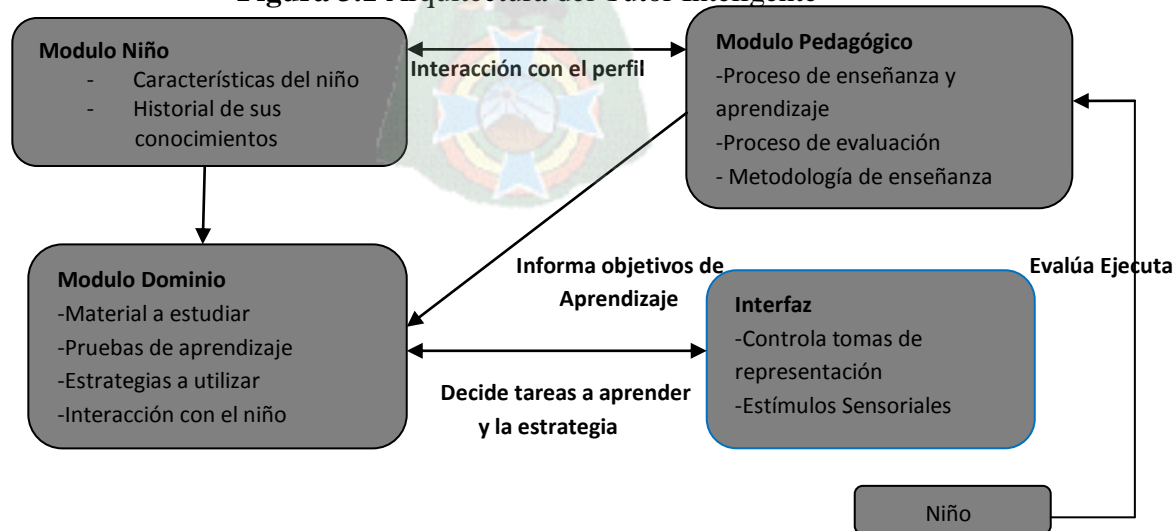 Figura 3.1 Arquitectura del Tutor Inteligente
Modulo Niño
- Características del niño
- Historial de sus
conocimientos
Interacción con el perfil
Modulo Pedagógico
-Proceso de enseñanza y
aprendizaje
-Proceso de evaluación
- Metodología de enseñanza
Modulo Dominio
-Material a estudiar
-Pruebas de aprendizaje
-Estrategias a utilizar
-Interacción con el niño
Informa objetivos de
Aprendizaje
Decide tareas a aprender
y la estrategia
Interfaz
-Controla tomas de
representación
-Estímulos Sensoriales
Evalúa Ejecuta
Niño